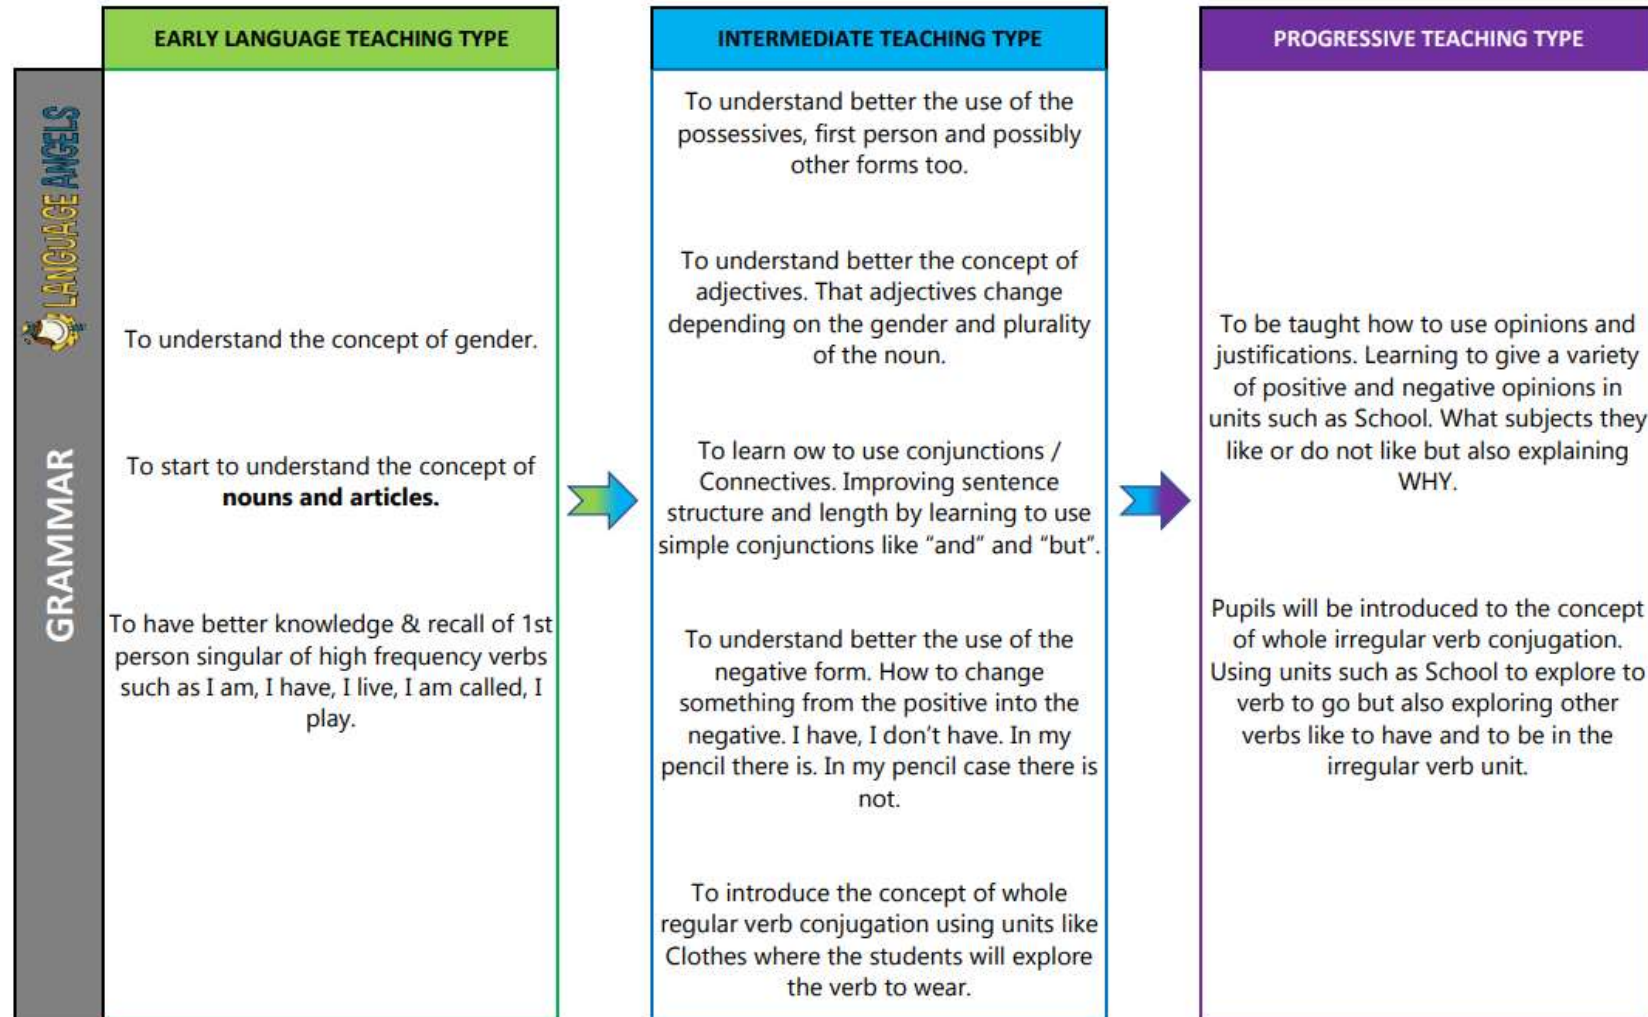 EARLY LANGUAGE TEACHING TYPE
INTERMEDIATE TEACHING TYPE
PROGRESSIVE TEACHING TYPE
LANGUAGE ANGELS
GRAMMAR
To understand the concept of gender.
To start to understand the concept of
nouns and articles.
To have better knowledge & recall of 1st
person singular of high frequency verbs
such as I am, I have, I live, I am called, I
play.
To understand better the use of the
possessives, first person and possibly
other forms too.
To understand better the concept of
adjectives. That adjectives change
depending on the gender and plurality
of the noun.
To learn ow to use conjunctions /
Connectives. Improving sentence
structure and length by learning to use
simple conjunctions like “and” and “but”.
To understand better the use of the
negative form. How to change
something from the positive into the
negative. I have, I don’t have. In my
pencil there is. In my pencil case there is
not.
To introduce the concept of whole
regular verb conjugation using units like
Clothes where the students will explore
the verb to wear.
To be taught how to use opinions and
justifications. Learning to give a variety
of positive and negative opinions in
units such as School. What subjects they
like or do not like but also explaining
WHY.
Pupils will be introduced to the concept
of whole irregular verb conjugation.
Using units such as School to explore to
verb to go but also exploring other
verbs like to have and to be in the
irregular verb unit.